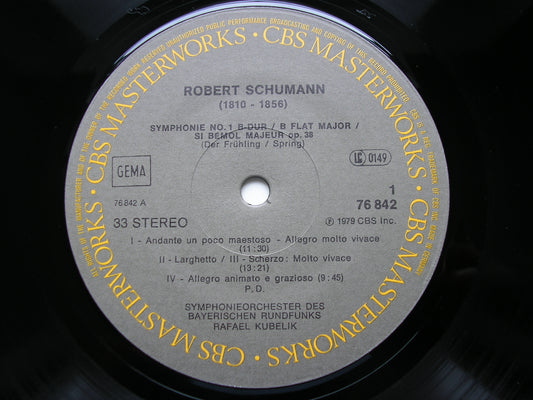 CBS MASTERWORKS · CBS MASTERWORKS · CBS MASTERWORKS · CBS MASTERWORKS ·
ROBERT SCHUMANN
(1810 - 1856)
SYMPHONIE NO. 1 B-DUR / B FLAT MAJOR /
SI BEMOL MAJEUR op. 38
(Der Frühling / Spring)
GEMA
LC 0149
76 842 A
1
76 842
33 STEREO
℗ 1979 CBS Inc.
I - Andante un poco maestoso - Allegro molto vivace
(11:30)
II - Larghetto / III - Scherzo: Molto vivace
(13:21)
IV - Allegro animato e grazioso (9:45)
P.D.
SYMPHONIEORCHESTER DES
BAYERISCHEN RUNDFUNKS
RAFAEL KUBELIK